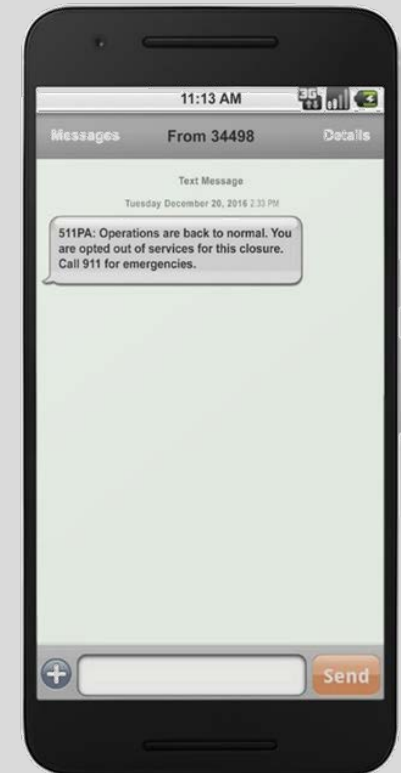 11:13 AM
3G
Messages From 34498 Details
Text Message
Tuesday December 20, 2016 2:33 PM
511PA: Operations are back to normal. You
are opted out of services for this closure.
Call 911 for emergencies.
Send